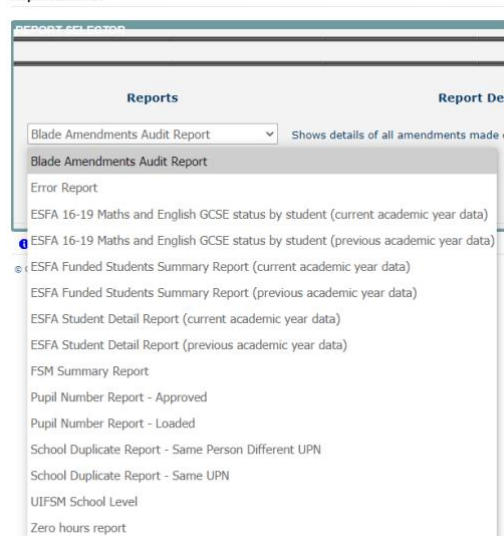 REPORT SELECTOR
Reports
Report De
Blade Amendments Audit Report
Shows details of all amendments made
Blade Amendments Audit Report
Error Report
ESFA 16-19 Maths and English GCSE status by student (current academic year data)
ESFA 16-19 Maths and English GCSE status by student (previous academic year data)
ESFA Funded Students Summary Report (current academic year data)
©
ESFA Funded Students Summary Report (previous academic year data)
ESFA Student Detail Report (current academic year data)
ESFA Student Detail Report (previous academic year data)
FSM Summary Report
Pupil Number Report - Approved
Pupil Number Report - Loaded
School Duplicate Report - Same Person Different UPN
School Duplicate Report - Same UPN
UIFSM School Level
Zero hours report